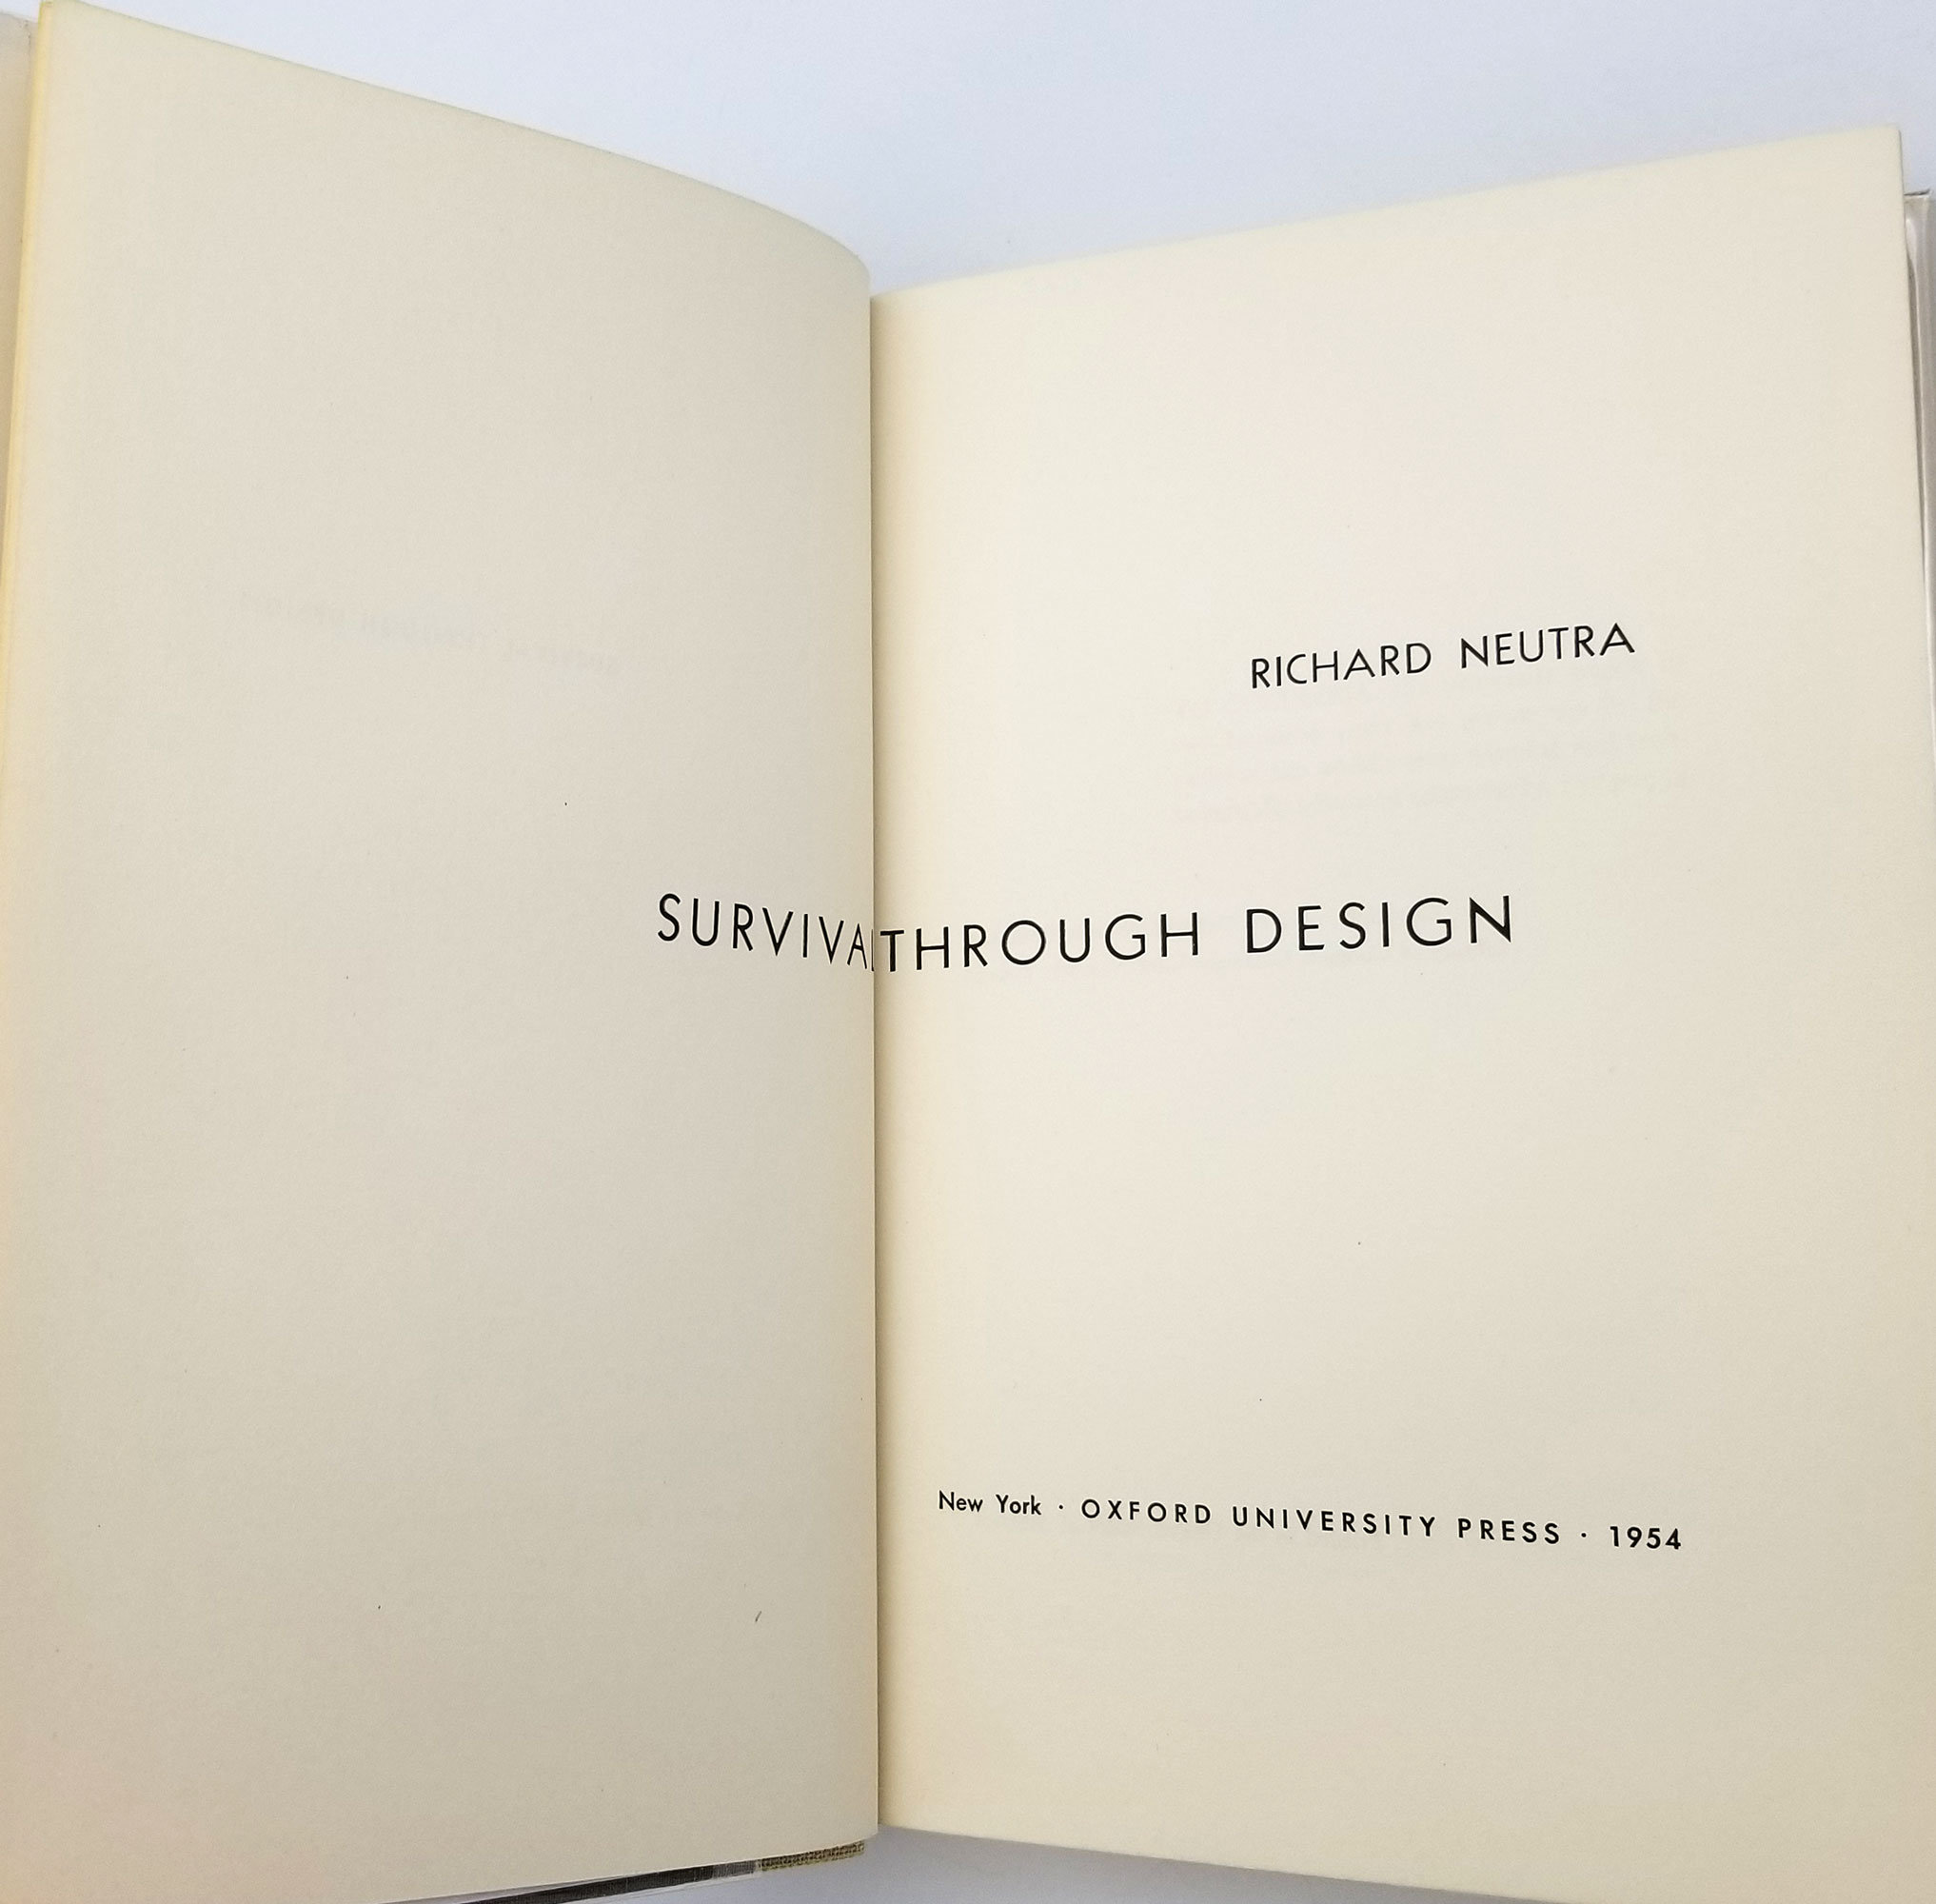 RICHARD NEUTRA
SURVIVAL THROUGH DESIGN
New York · OXFORD UNIVERSITY PRESS · 1954